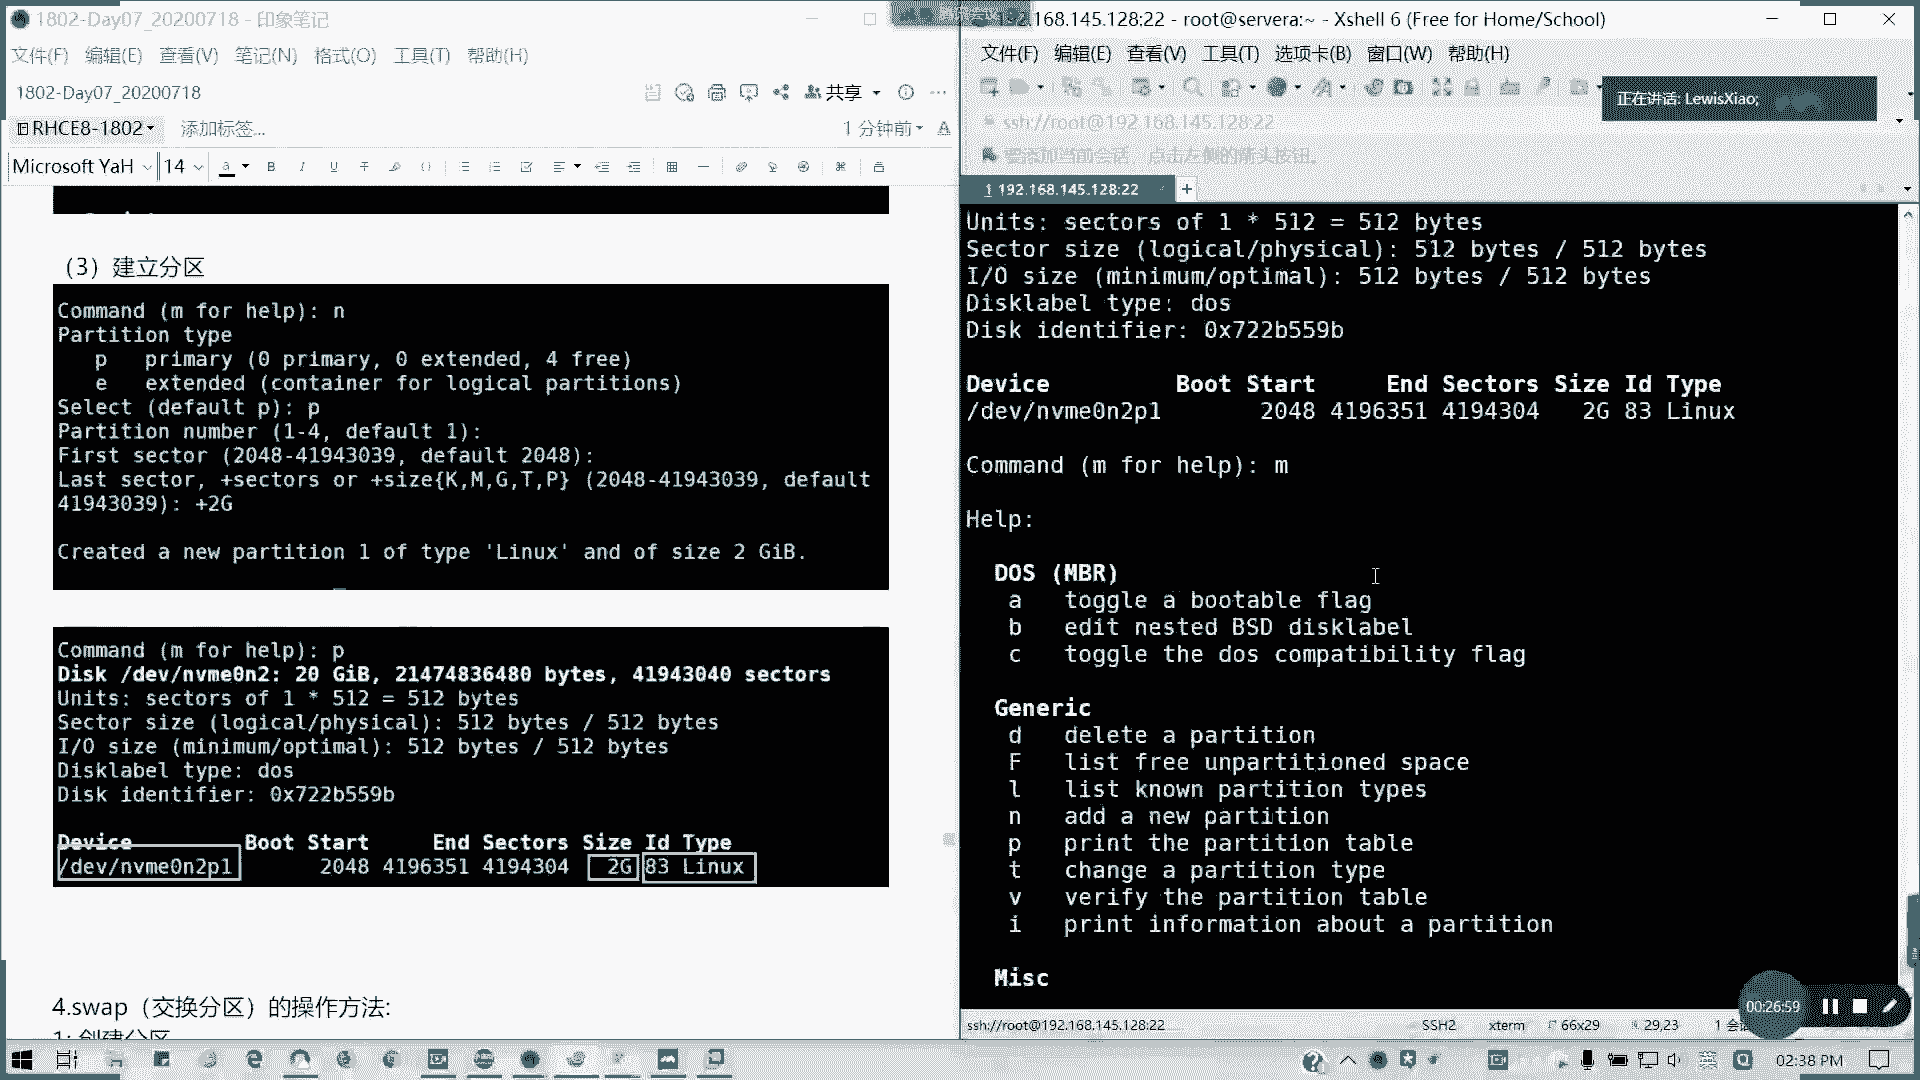 1802-Day07_20200718 - 印象笔记
文件(F) 编辑(E) 查看(V) 笔记(N) 格式(O) 工具(T) 帮助(H)
1802-Day07_20200718
共享
RHCE8-1802
添加标签...
1 分钟前
Microsoft YaH
14
（3）建立分区
Command (m for help): n
Partition type
p primary (0 primary, 0 extended, 4 free)
e extended (container for logical partitions)
Select (default p): p
Partition number (1-4, default 1):
First sector (2048-41943039, default 2048):
Last sector, +sectors or +size{K,M,G,T,P} (2048-41943039, default
41943039): +2G
Created a new partition 1 of type 'Linux' and of size 2 GiB.
Command (m for help): p
Disk /dev/nvme0n2: 20 GiB, 21474836480 bytes, 41943040 sectors
Units: sectors of 1 * 512 = 512 bytes
Sector size (logical/physical): 512 bytes / 512 bytes
I/O size (minimum/optimal): 512 bytes / 512 bytes
Disklabel type: dos
Disk identifier: 0x722b559b
Device Boot Start End Sectors Size Id Type
/dev/nvme0n2p1 2048 4196351 4194304 2G 83 Linux
4.swap（交换分区）的操作方法:
1: 创建分区
.168.145.128:22 - root@servera:~ - Xshell 6 (Free for Home/School)
文件(F) 编辑(E) 查看(V) 工具(T) 选项卡(B) 窗口(W) 帮助(H)
正在讲话: LewisXiao;
ssh://root@192.168.145.128:22
要添加当前会话，点击左侧的箭头按钮。
1 192.168.145.128:22
Units: sectors of 1 * 512 = 512 bytes
Sector size (logical/physical): 512 bytes / 512 bytes
I/O size (minimum/optimal): 512 bytes / 512 bytes
Disklabel type: dos
Disk identifier: 0x722b559b
Device Boot Start End Sectors Size Id Type
/dev/nvme0n2p1 2048 4196351 4194304 2G 83 Linux
Command (m for help): m
Help:
DOS (MBR)
a toggle a bootable flag
b edit nested BSD disklabel
c toggle the dos compatibility flag
Generic
d delete a partition
F list free unpartitioned space
l list known partition types
n add a new partition
p print the partition table
t change a partition type
v verify the partition table
i print information about a partition
Misc
00:26:59
ssh://root@192.168.145.128:22
SSH2
xterm
66x29
29,23
1 会
英
02:38 PM